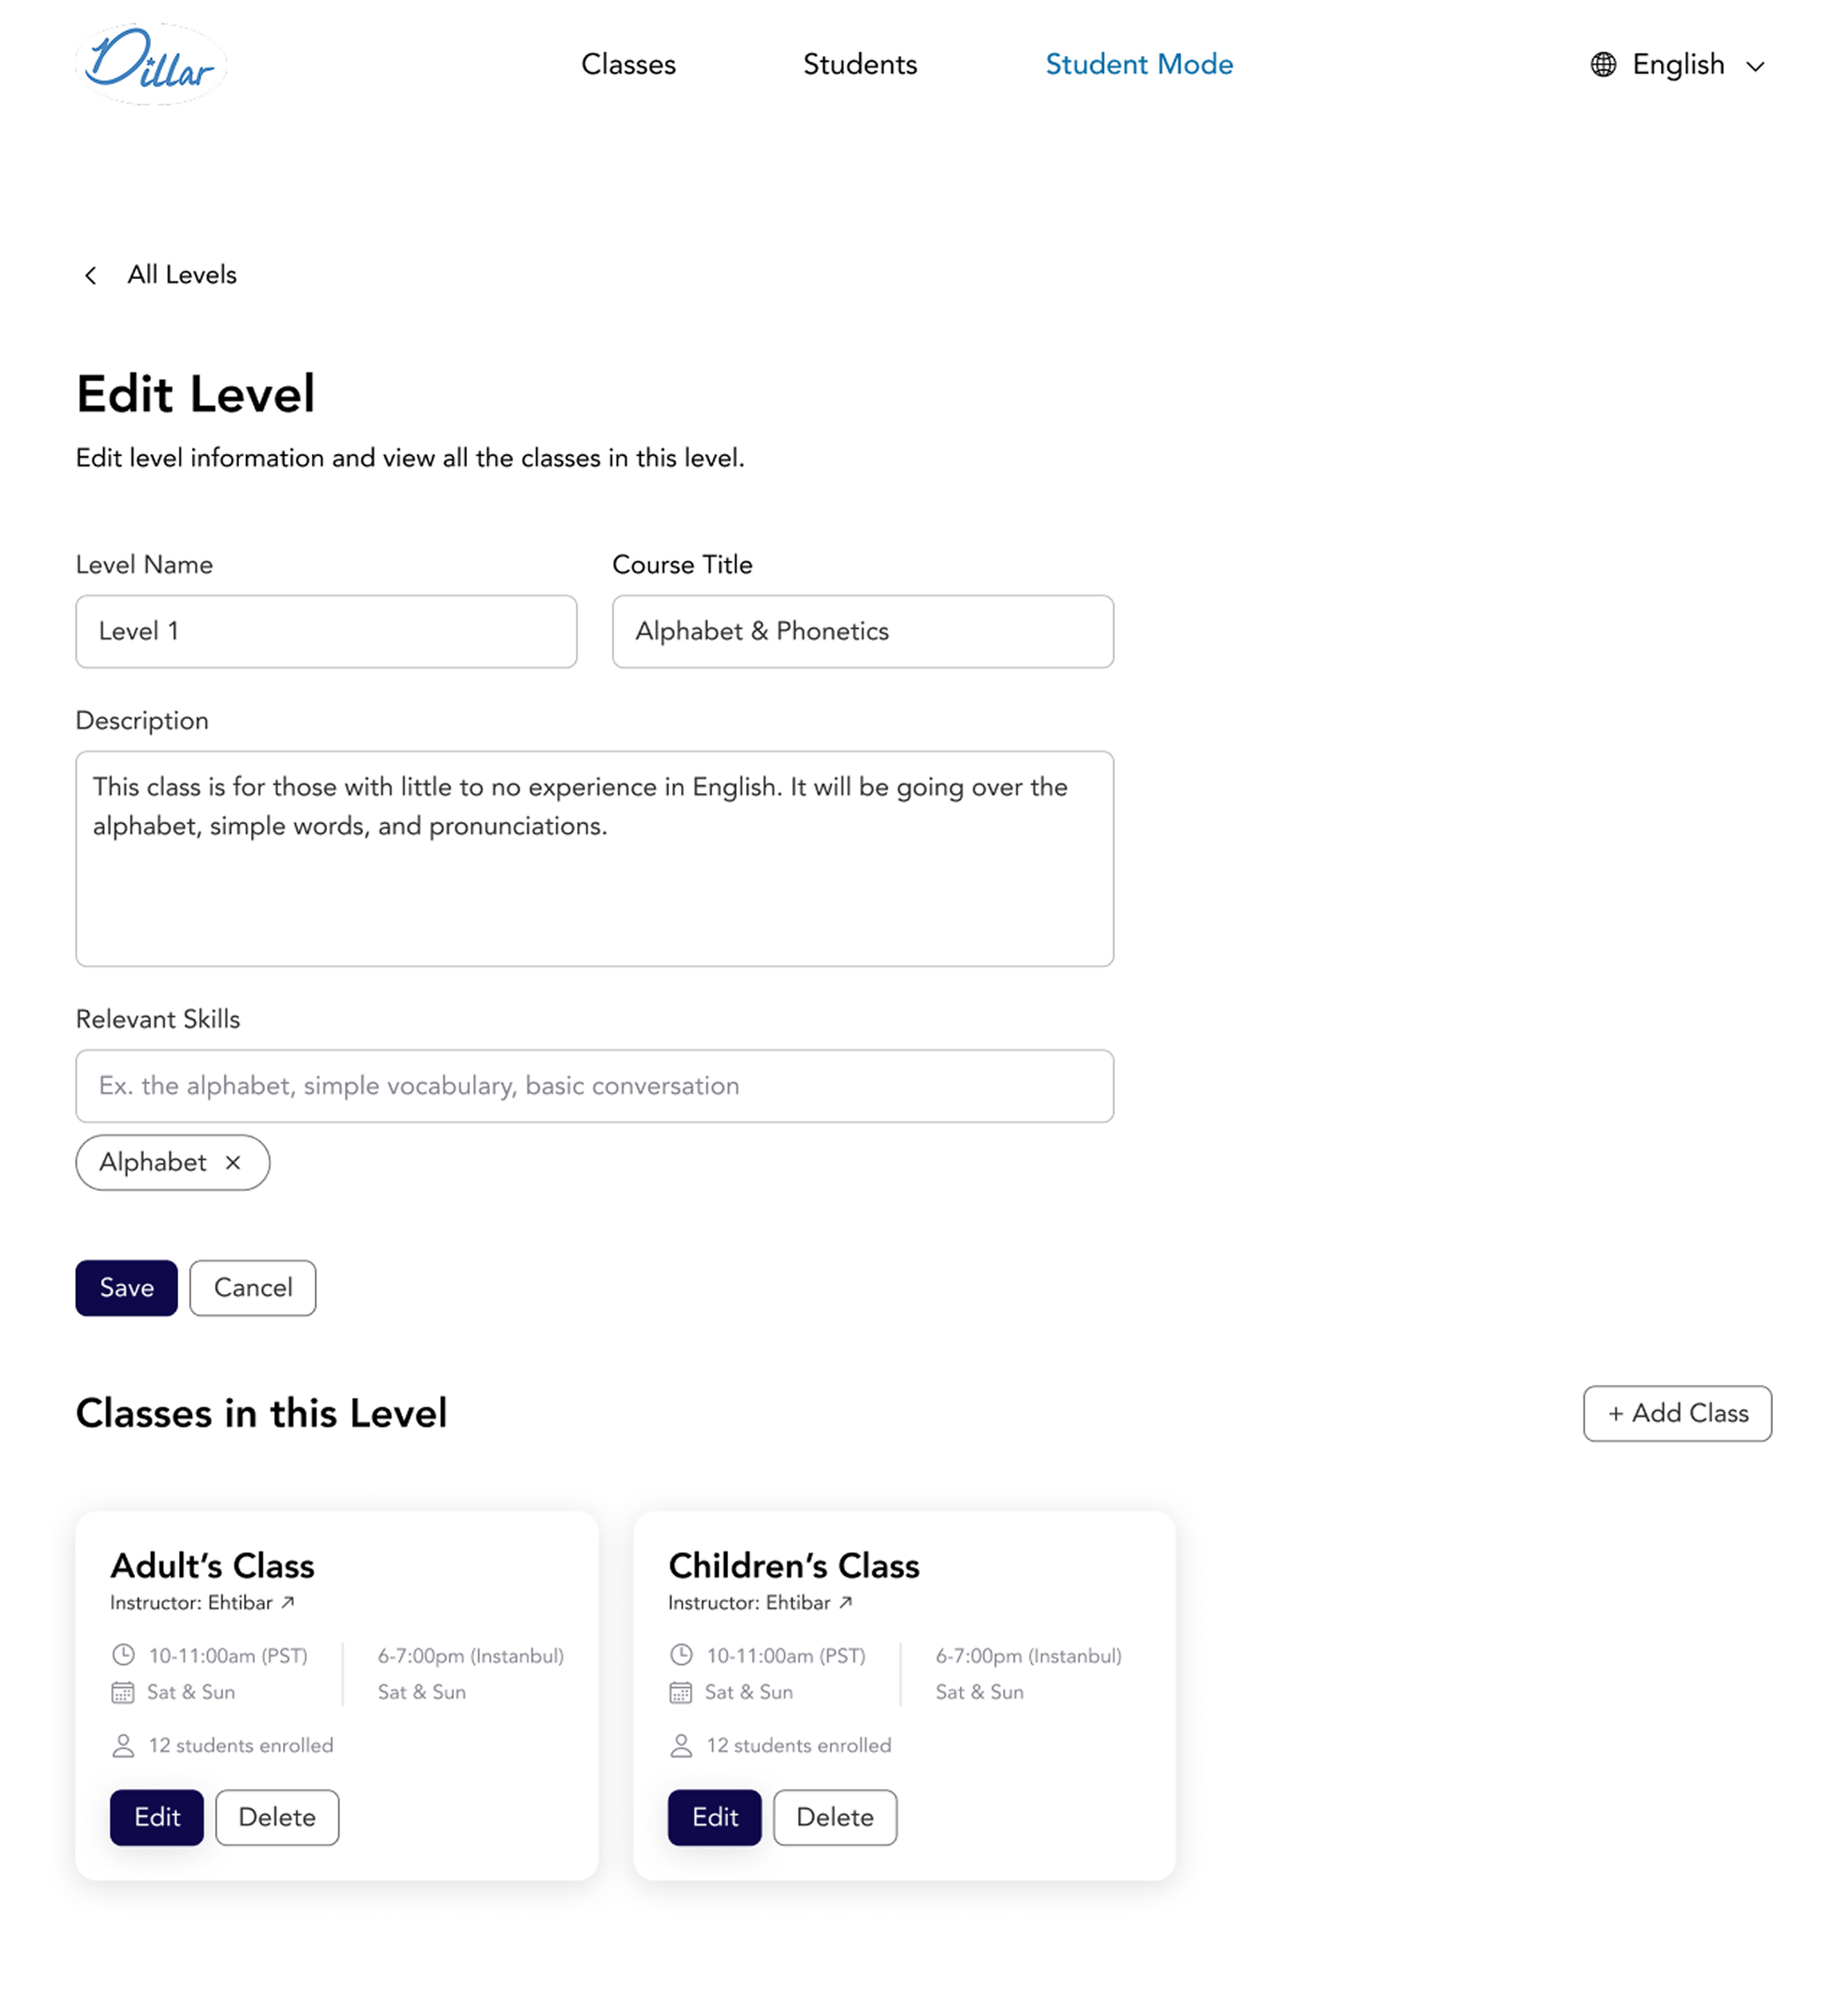 Dillar
Classes
Students
Student Mode
English
All Levels
Edit Level
Edit level information and view all the classes in this level.
Level Name
Course Title
Level 1
Alphabet & Phonetics
Description
This class is for those with little to no experience in English. It will be going over the
alphabet, simple words, and pronunciations.
Relevant Skills
Ex. the alphabet, simple vocabulary, basic conversation
Alphabet ×
Save
Cancel
Classes in this Level
+ Add Class
Adult’s Class
Instructor: Ehtibar ↗
10-11:00am (PST)
6-7:00pm (Instanbul)
Sat & Sun
Sat & Sun
12 students enrolled
Edit
Delete
Children’s Class
Instructor: Ehtibar ↗
10-11:00am (PST)
6-7:00pm (Instanbul)
Sat & Sun
Sat & Sun
12 students enrolled
Edit
Delete